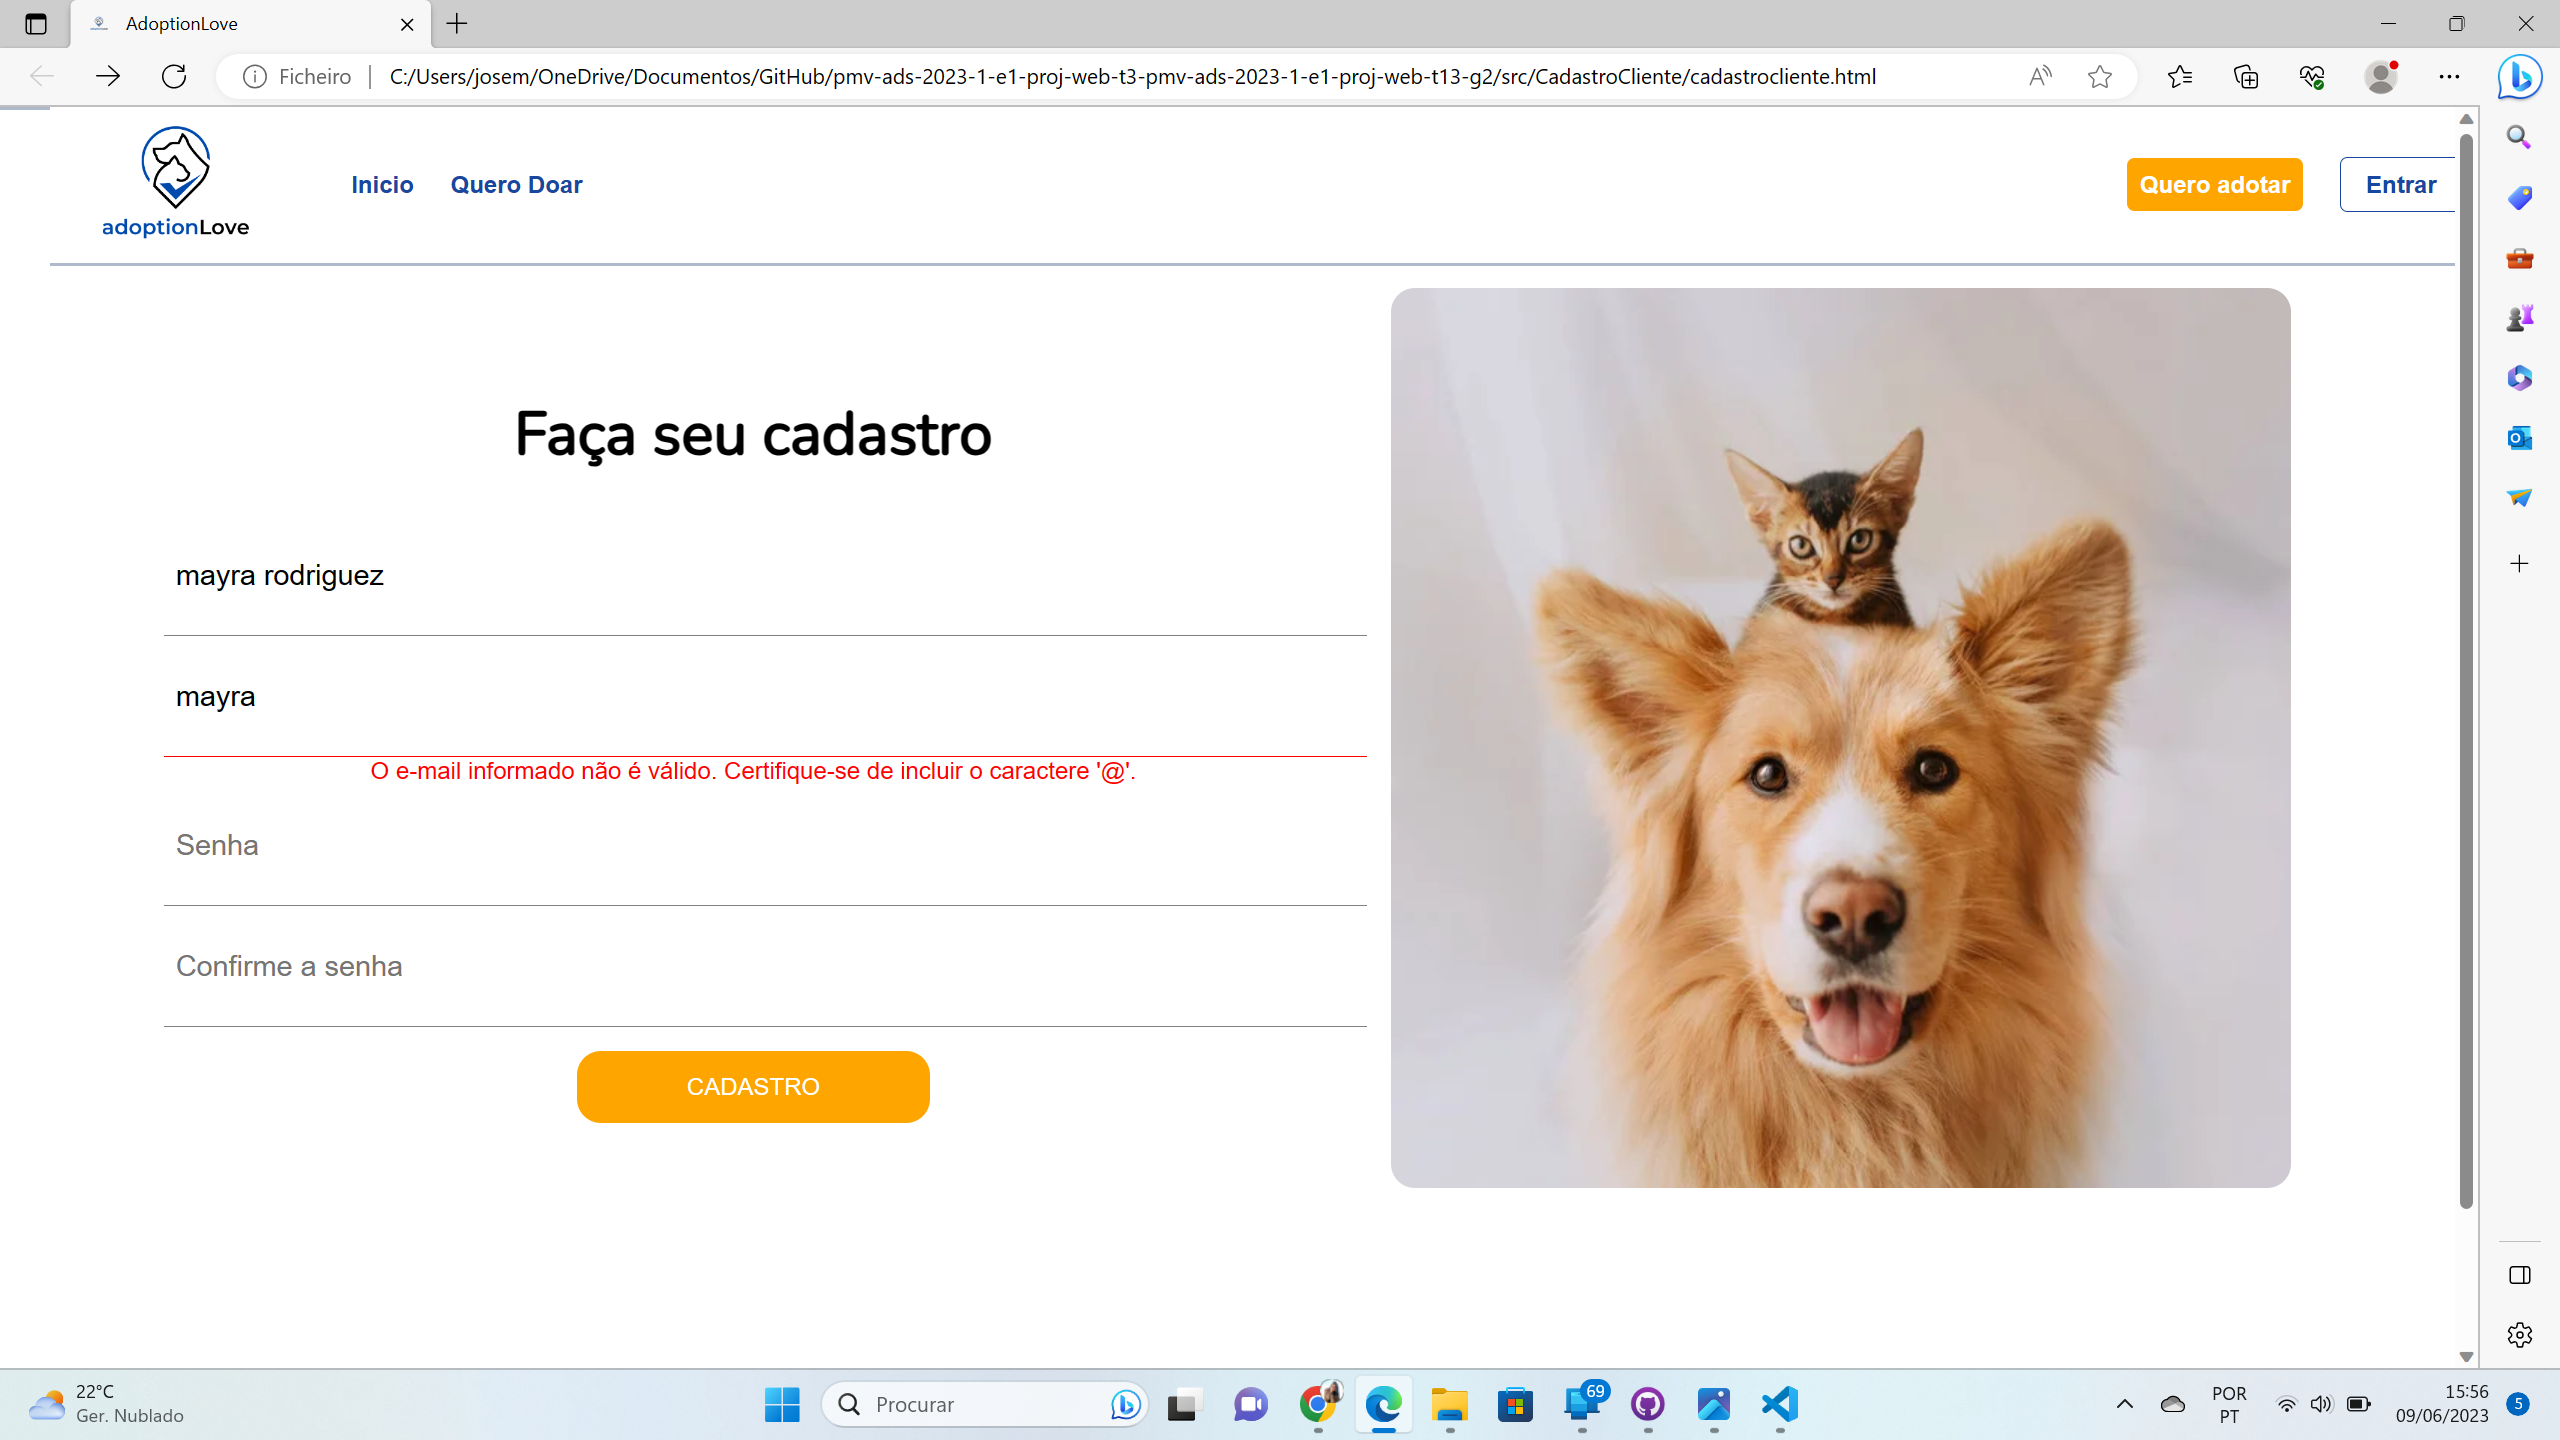 AdoptionLove
Ficheiro
C:/Users/josem/OneDrive/Documentos/GitHub/pmv-ads-2023-1-e1-proj-web-t3-pmv-ads-2023-1-e1-proj-web-t13-g2/src/CadastroCliente/cadastrocliente.html
adoptionLove
Inicio
Quero Doar
Quero adotar
Entrar
Faça seu cadastro
mayra rodriguez
mayra
O e-mail informado não é válido. Certifique-se de incluir o caractere '@'.
Senha
Confirme a senha
CADASTRO
22°C
Ger. Nublado
Procurar
69
POR
PT
15:56
09/06/2023
5